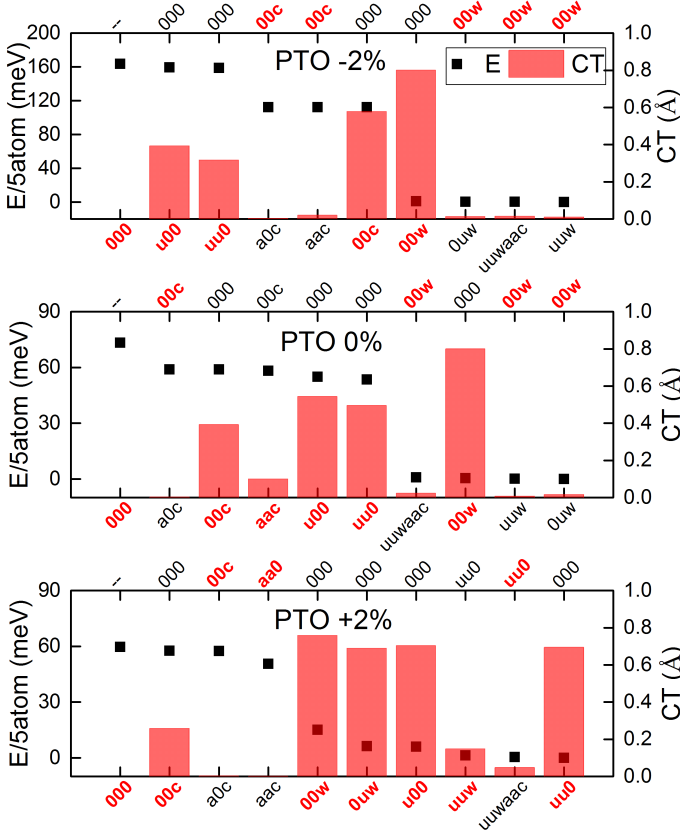 -- 000 000 00c 00c 000 000 00w 00w 00w
200 1.0
PTO -2% E CT
160 0.8
120 0.6
80 0.4
40 0.2
0 0.0
E/5atom (meV) CT (Å)
000 u00 uu0 a0c aac 00c 00w 0uw uuwaac uuw
-- 00c 000 00c 000 000 00w 000 00w 00w
90 1.0
PTO 0%
0.8
60 0.6
30 0.4
0 0.2
0.0
E/5atom (meV) CT (Å)
000 a0c 00c aac u00 uu0 uuwaac 00w uuw 0uw
-- 000 00c aa0 000 000 000 uu0 uu0 000
90 1.0
PTO +2%
0.8
60 0.6
30 0.4
0 0.2
0.0
E/5atom (meV) CT (Å)
000 00c a0c aac 00w 0uw u00 uuw uuwaac uu0